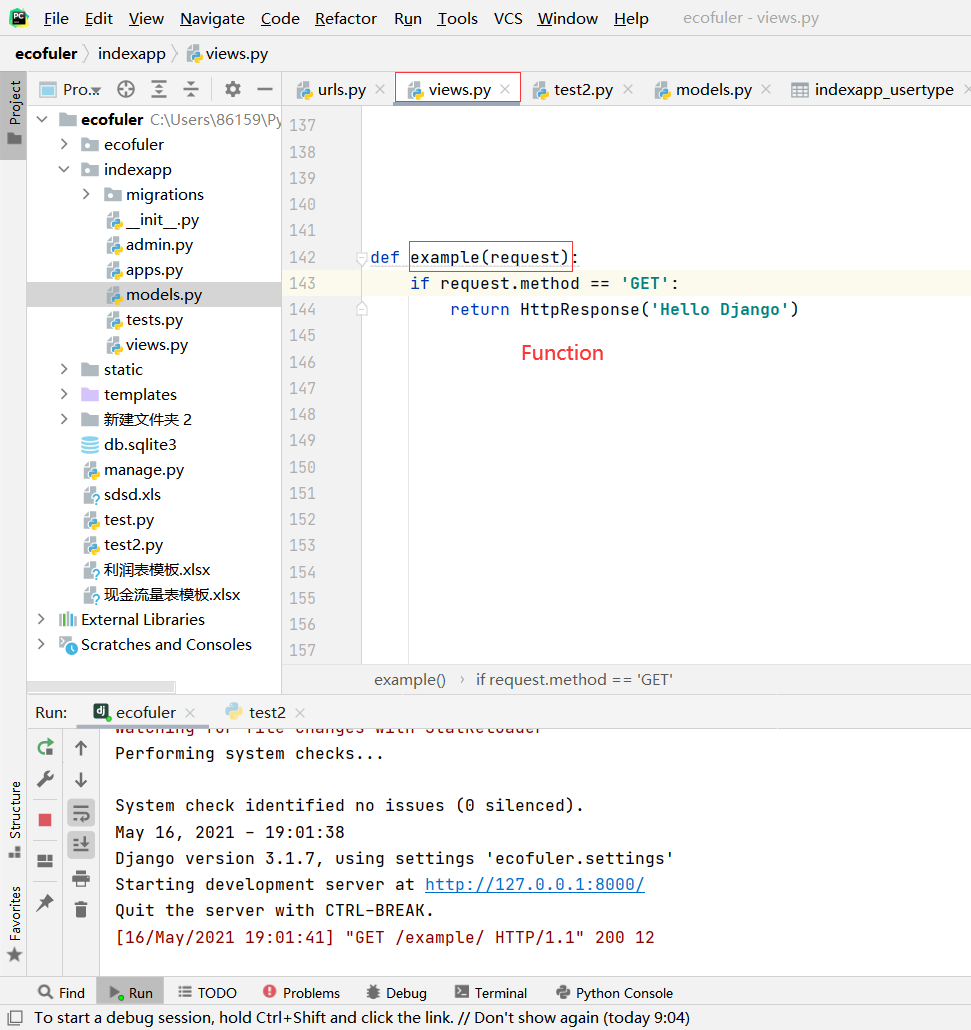 File Edit View Navigate Code Refactor Run Tools VCS Window Help ecofuler - views.py
ecofuler indexapp views.py
Project
Pro..
urls.py views.py test2.py models.py indexapp_usertype
ecofuler C:\Users\86159\Py
ecofuler
indexapp
migrations
__init__.py
admin.py
apps.py
models.py
tests.py
views.py
static
templates
新建文件夹 2
db.sqlite3
manage.py
sdsd.xls
test.py
test2.py
利润表模板.xlsx
现金流量表模板.xlsx
External Libraries
Scratches and Consoles
137
138
139
140
141
142 def example(request):
143 if request.method == 'GET':
144 return HttpResponse('Hello Django')
145
Function
146
147
148
149
150
151
152
153
154
155
156
157
example() › if request.method == 'GET'
Run: ecofuler test2
Watching for file changes with StatReloader
Performing system checks...
System check identified no issues (0 silenced).
May 16, 2021 - 19:01:38
Django version 3.1.7, using settings 'ecofuler.settings'
Starting development server at http://127.0.0.1:8000/
Quit the server with CTRL-BREAK.
[16/May/2021 19:01:41] "GET /example/ HTTP/1.1" 200 12
Structure
Favorites
Find Run TODO Problems Debug Terminal Python Console
To start a debug session, hold Ctrl+Shift and click the link. // Don't show again (today 9:04)